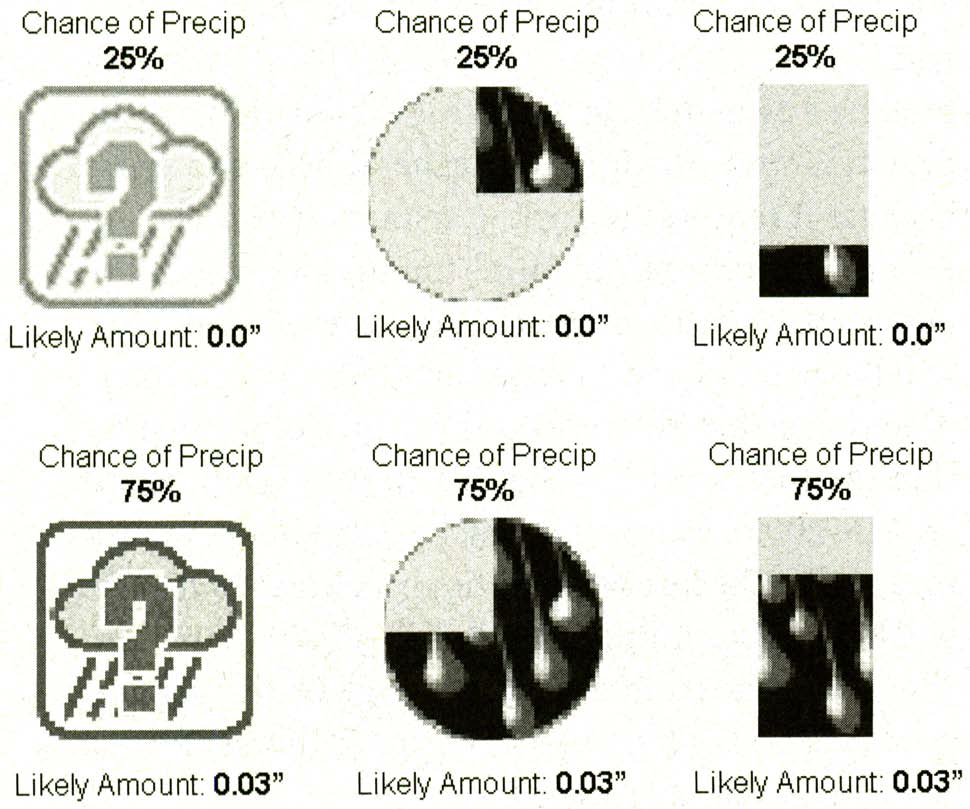 Chance of Precip
25%
?
Likely Amount: 0.0”
Chance of Precip
25%
Likely Amount: 0.0”
Chance of Precip
25%
Likely Amount: 0.0”
Chance of Precip
75%
?
Likely Amount: 0.03”
Chance of Precip
75%
Likely Amount: 0.03”
Chance of Precip
75%
Likely Amount: 0.03”